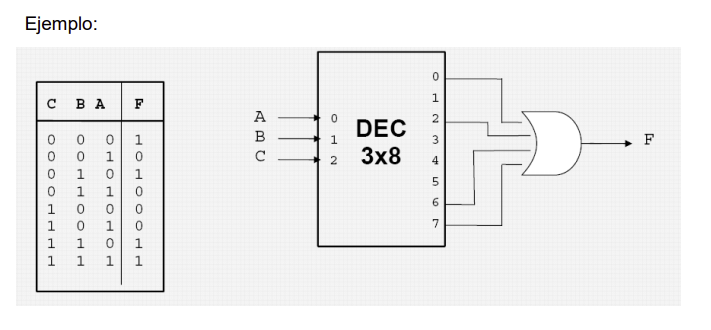 Ejemplo:
C B A F
0 0 0 1
0 0 1 0
0 1 0 1
0 1 1 0
1 0 0 0
1 0 1 0
1 1 0 1
1 1 1 1
A
B
C
0
1
2
DEC
3x8
0
1
2
3
4
5
6
7
F